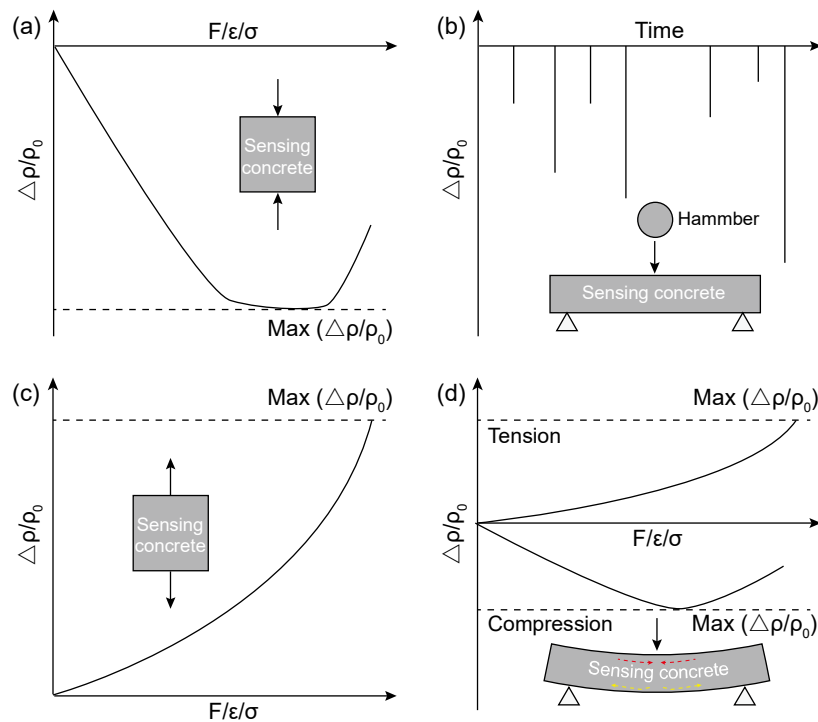 (a)
F/ε/σ
△ρ/ρ₀
Sensing
concrete
Max (△ρ/ρ₀)
(b)
Time
△ρ/ρ₀
Hammber
Sensing concrete
(c)
Max (△ρ/ρ₀)
△ρ/ρ₀
Sensing
concrete
F/ε/σ
(d)
Max (△ρ/ρ₀)
Tension
△ρ/ρ₀
F/ε/σ
Compression
Max (△ρ/ρ₀)
Sensing concrete